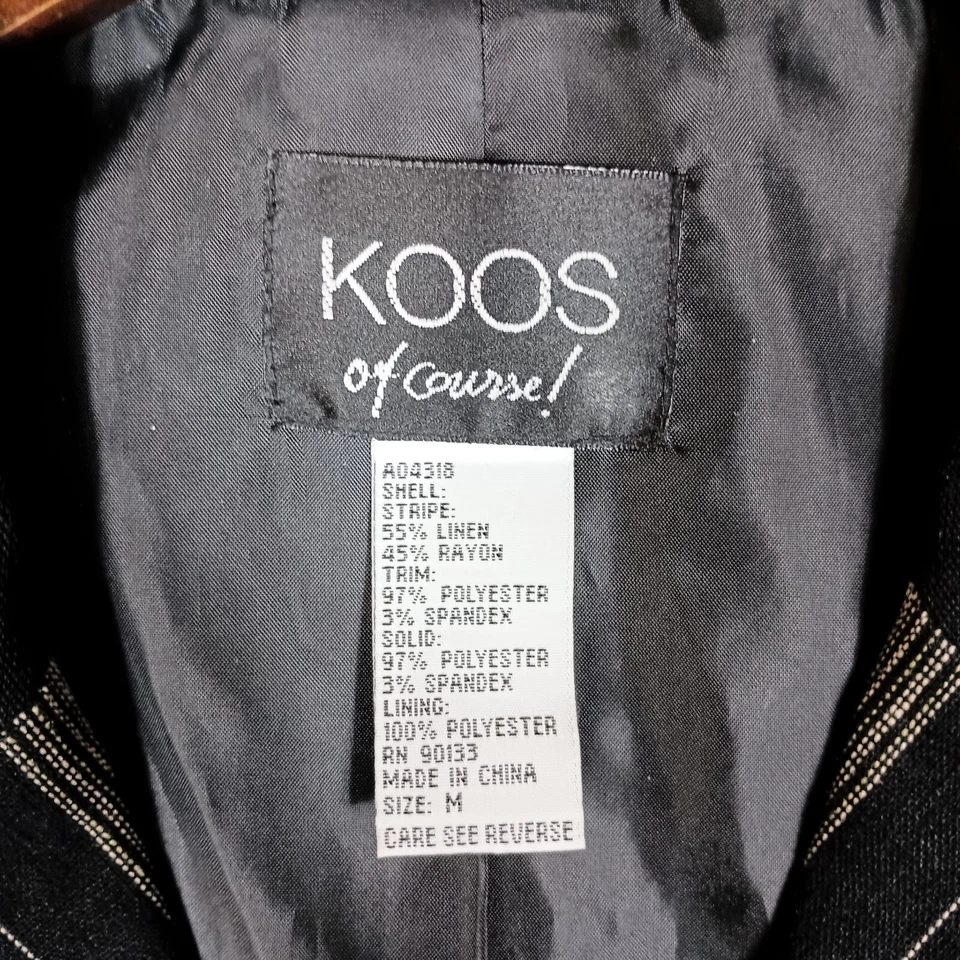 KOOS
of course!
A04318
SHELL:
STRIPE:
55% LINEN
45% RAYON
TRIM:
97% POLYESTER
3% SPANDEX
SOLID:
97% POLYESTER
3% SPANDEX
LINING:
100% POLYESTER
RN 90133
MADE IN CHINA
SIZE: M
CARE SEE REVERSE